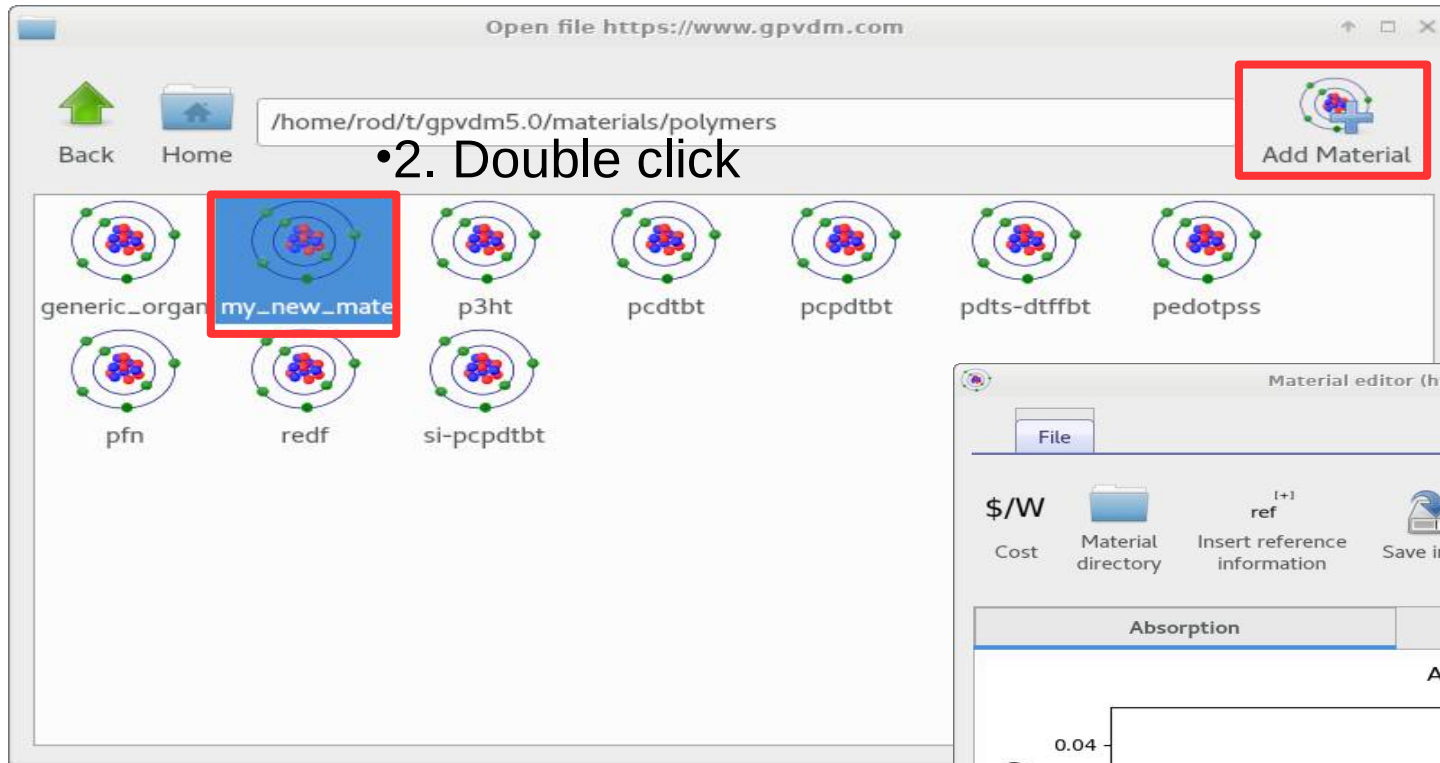 Open file https://www.gpvdm.com
/home/rod/t/gpvdm5.0/materials/polymers
Back
Home
•2. Double click
Add Material
generic_organ
my_new_mate
p3ht
pcdtbt
pcpdtbt
pdts-dtffbt
pedotpss
pfn
redf
si-pcpdtbt
Material editor (h
File
$/W
[+]
ref
Cost
Material
directory
Insert reference
information
Save i
Absorption
A
0.04